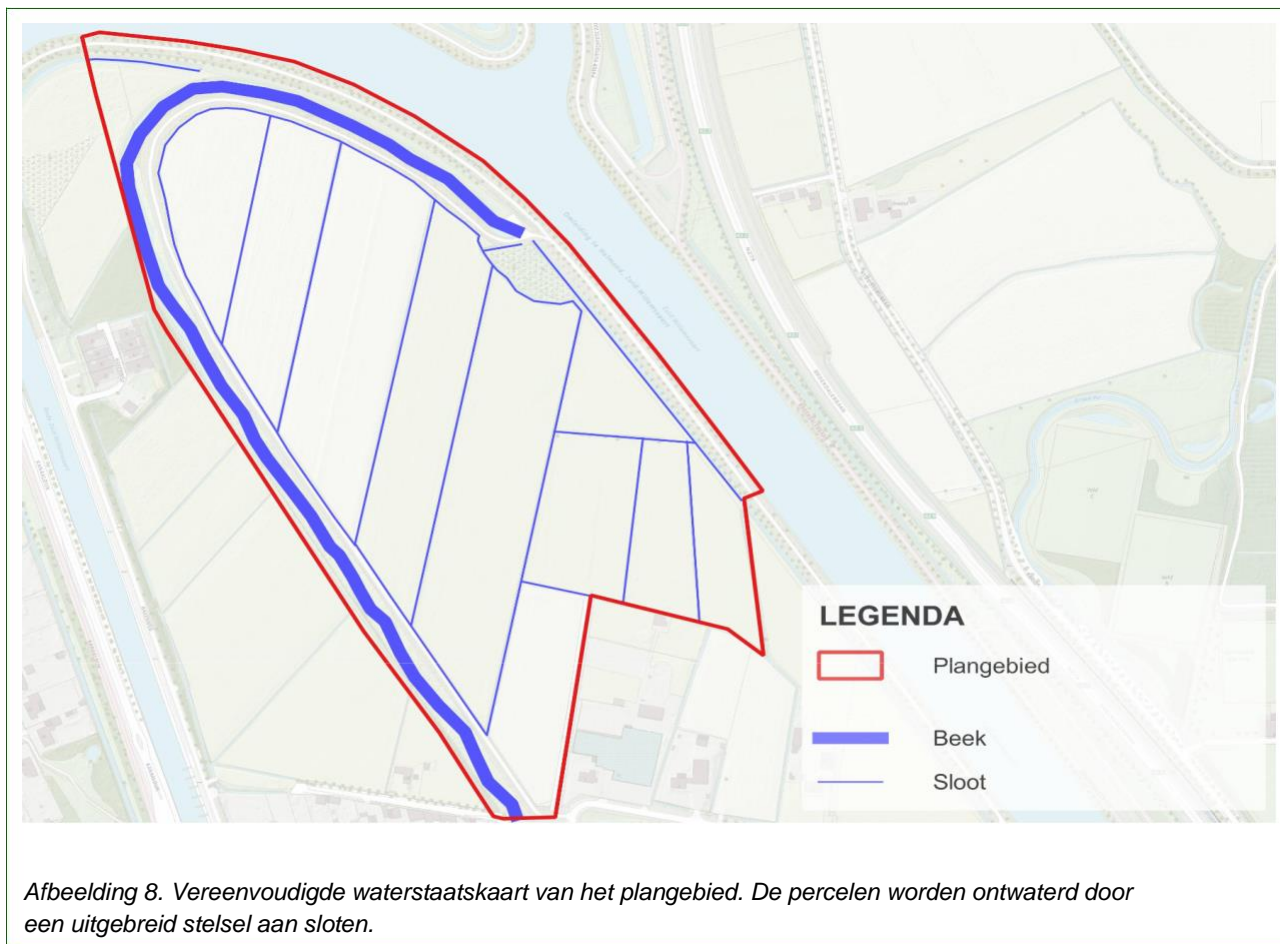 LEGENDA
Plangebied
Beek
Sloot
Afbeelding 8. Vereenvoudigde waterstaatskaart van het plangebied. De percelen worden ontwaterd door
een uitgebreid stelsel aan sloten.